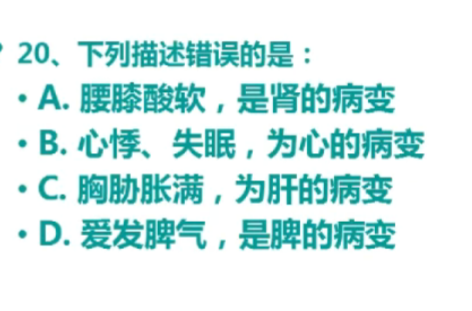 20、下列描述错误的是：
• A. 腰膝酸软，是肾的病变
• B. 心悸、失眠，为心的病变
• C. 胸胁胀满，为肝的病变
• D. 爱发脾气，是脾的病变